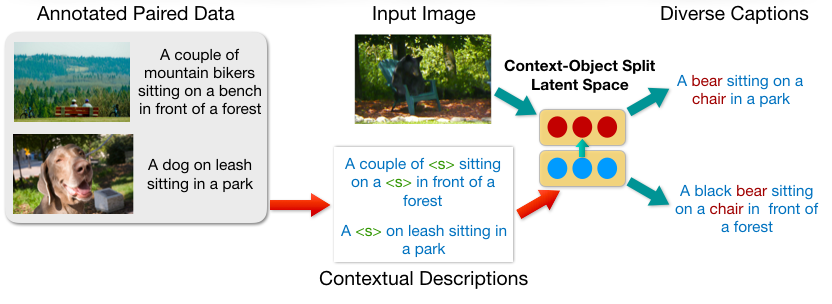 Annotated Paired Data
A couple of
mountain bikers
sitting on a bench
in front of a forest
A dog on leash
sitting in a park
Input Image
A couple of <s> sitting
on a <s> in front of a
forest
A <s> on leash sitting in
a park
Contextual Descriptions
Context-Object Split
Latent Space
Diverse Captions
A bear sitting on a
chair in a park
A black bear sitting
on a chair in front of
a forest